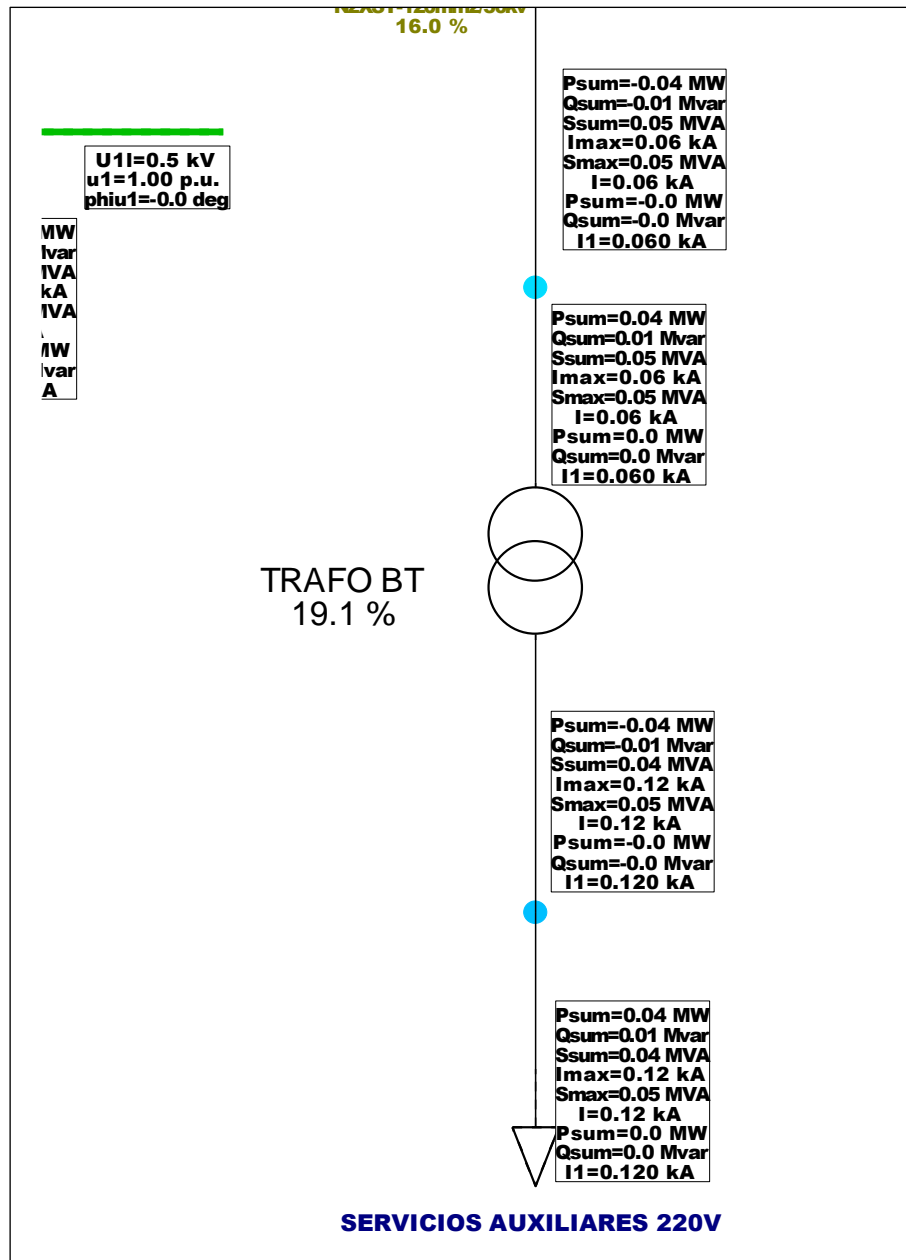 16.0 %
Psum=-0.04 MW
Qsum=-0.01 Mvar
Ssum=0.05 MVA
Imax=0.06 kA
Smax=0.05 MVA
I=0.06 kA
Psum=-0.0 MW
Qsum=-0.0 Mvar
I1=0.060 kA
U1l=0.5 kV
u1=1.00 p.u.
phiu1=-0.0 deg
MW
Mvar
MVA
kA
MVA
MW
Mvar
A
Psum=0.04 MW
Qsum=0.01 Mvar
Ssum=0.05 MVA
Imax=0.06 kA
Smax=0.05 MVA
I=0.06 kA
Psum=0.0 MW
Qsum=0.0 Mvar
I1=0.060 kA
TRAFO BT
19.1 %
Psum=-0.04 MW
Qsum=-0.01 Mvar
Ssum=0.04 MVA
Imax=0.12 kA
Smax=0.05 MVA
I=0.12 kA
Psum=-0.0 MW
Qsum=-0.0 Mvar
I1=0.120 kA
Psum=0.04 MW
Qsum=0.01 Mvar
Ssum=0.04 MVA
Imax=0.12 kA
Smax=0.05 MVA
I=0.12 kA
Psum=0.0 MW
Qsum=0.0 Mvar
I1=0.120 kA
SERVICIOS AUXILIARES 220V